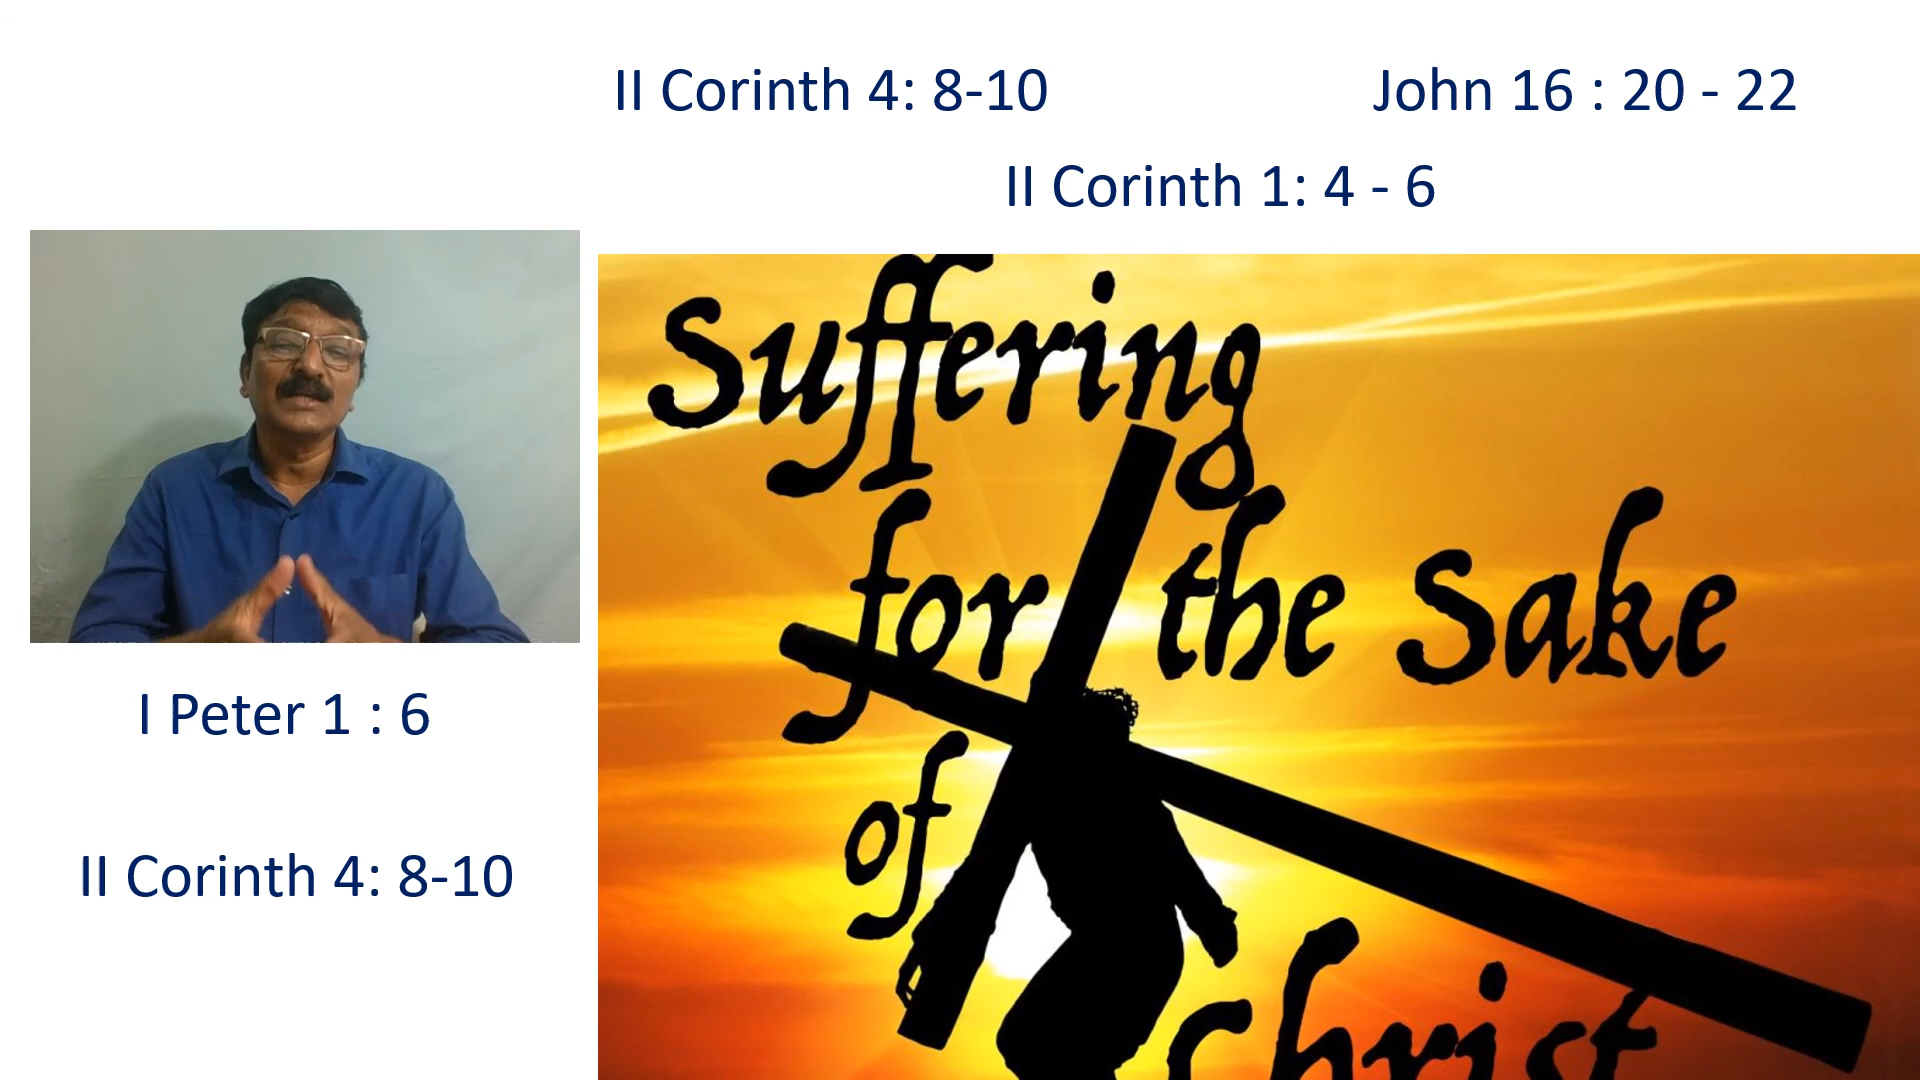 II Corinth 4: 8-10
John 16 : 20 - 22
II Corinth 1: 4 - 6
Suffering
for the Sake
of
Christ
I Peter 1 : 6
II Corinth 4: 8-10